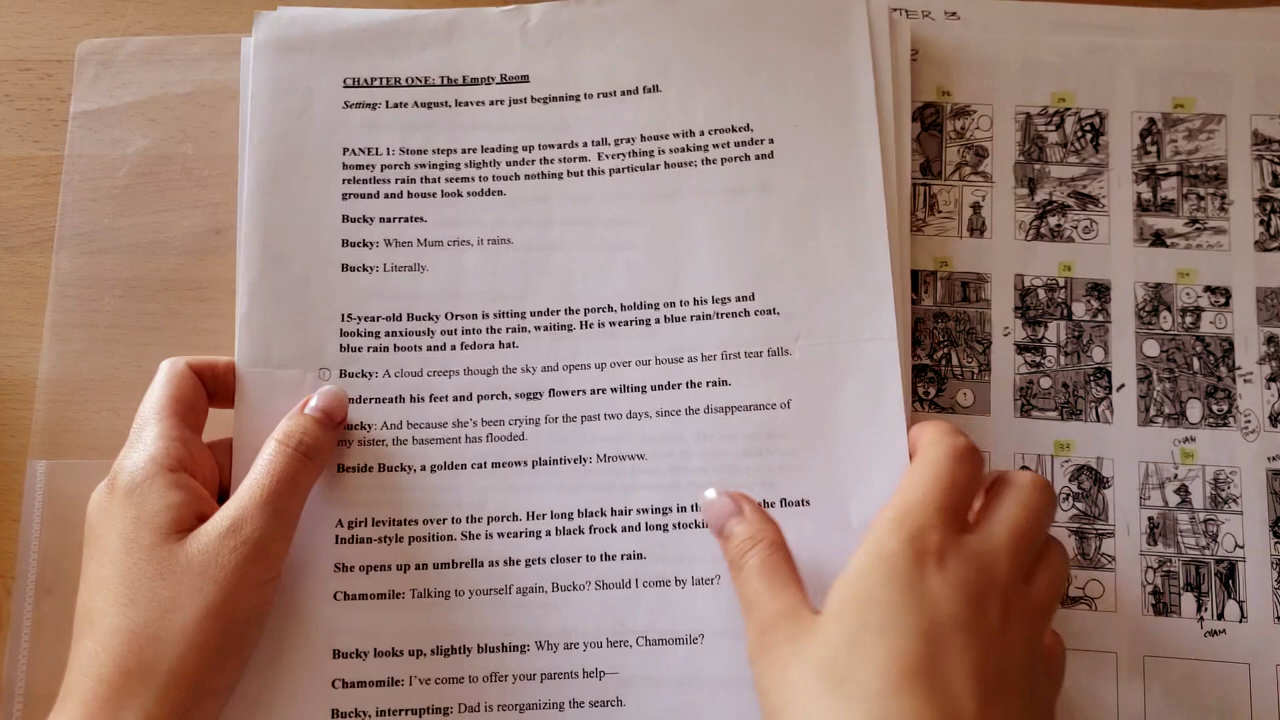 CHAPTER ONE: The Empty Room
Setting: Late August, leaves are just beginning to rust and fall.
PANEL 1: Stone steps are leading up towards a tall, gray house with a crooked,
homey porch swinging slightly under the storm. Everything is soaking wet under a
relentless rain that seems to touch nothing but this particular house; the porch and
ground and house look sodden.
Bucky narrates.
Bucky: When Mum cries, it rains.
Bucky: Literally.
15-year-old Bucky Orson is sitting under the porch, holding on to his legs and
looking anxiously out into the rain, waiting. He is wearing a blue rain/trench coat,
blue rain boots and a fedora hat.
Bucky: A cloud creeps though the sky and opens up over our house as her first tear falls.
nderneath his feet and porch, soggy flowers are wilting under the rain.
ucky: And because she's been crying for the past two days, since the disappearance of
my sister, the basement has flooded.
Beside Bucky, a golden cat meows plaintively: Mrowww.
A girl levitates over to the porch. Her long black hair swings in she floats
Indian-style position. She is wearing a black frock and long
She opens up an umbrella as she gets closer to the rain.
Chamomile: Talking to yourself again, Bucko? Should I come by later?
Bucky looks up, slightly blushing: Why are you here, Chamomile?
Chamomile: I've come to offer your parents help—
Bucky, interrupting: Dad is reorganizing the search.
TER 3
28
33
CHAM
34
CHAM